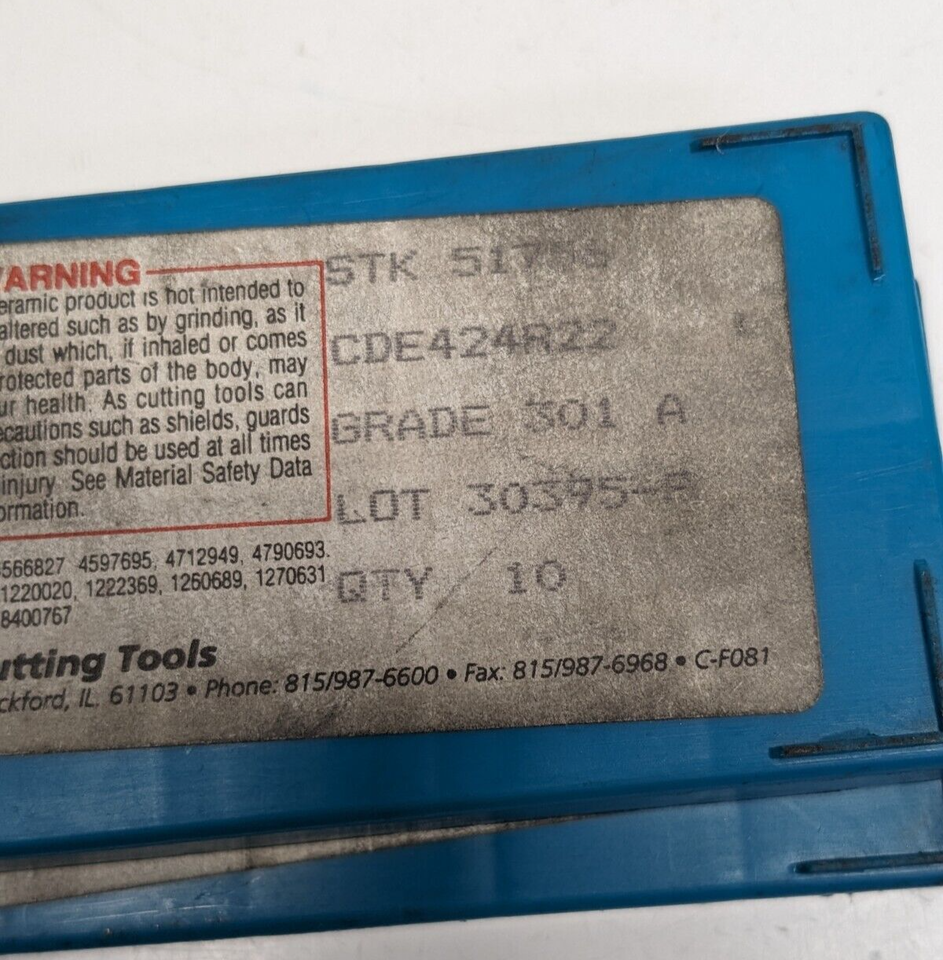 WARNING
eramic product is not intended to
altered such as by grinding, as it
dust which, if inhaled or comes
rotected parts of the body, may
ur health. As cutting tools can
ecautions such as shields, guards
ction should be used at all times
injury. See Material Safety Data
ormation.
566827 4597695, 4712949, 4790693.
1220020, 1222369, 1260689, 1270631
8400767
utting Tools
ckford, IL. 61103 • Phone: 815/987-6600 • Fax: 815/987-6968 • C-F081
STK
CDE424R22
GRADE 301 A
LOT 30395-A
QTY 10